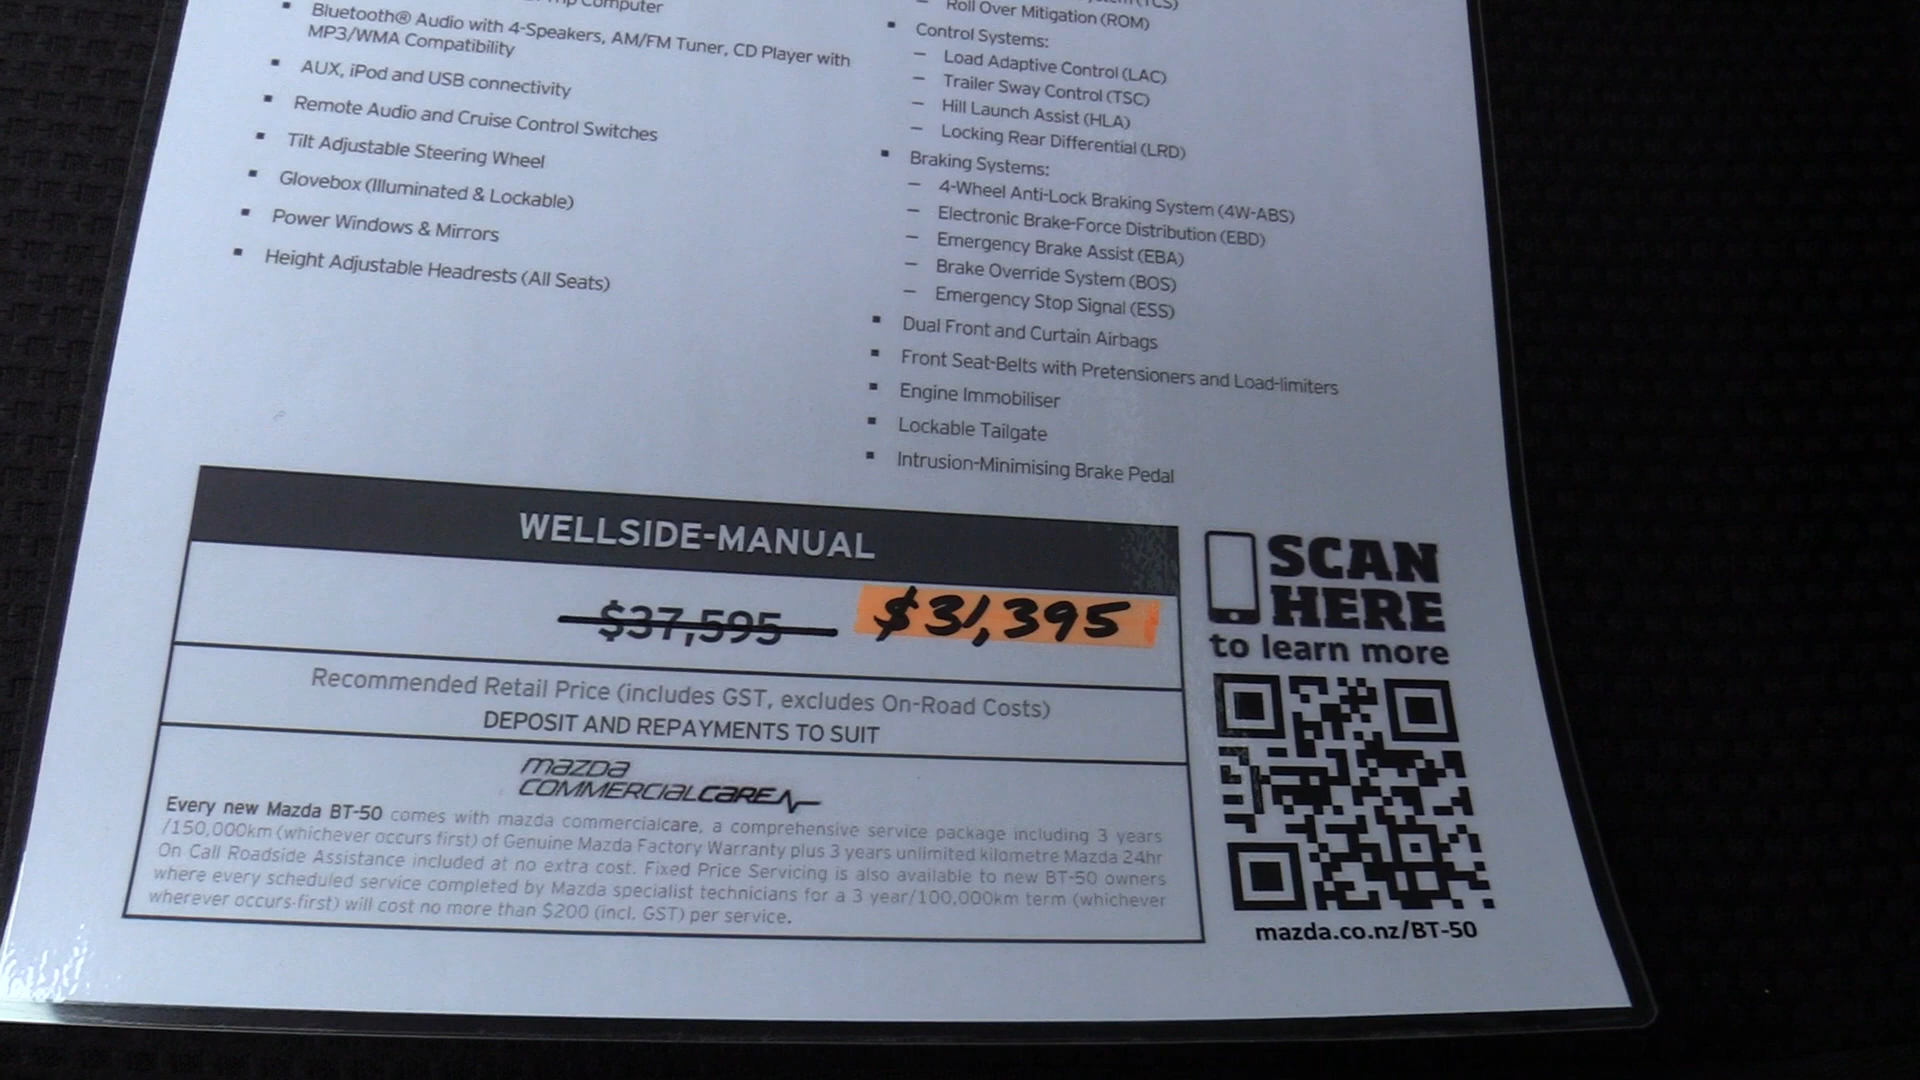 Computer
Bluetooth® Audio with 4-Speakers, AM/FM Tuner, CD Player with
MP3/WMA Compatibility
AUX, iPod and USB connectivity
Remote Audio and Cruise Control Switches
Tilt Adjustable Steering Wheel
Glovebox (Illuminated & Lockable)
Power Windows & Mirrors
Height Adjustable Headrests (All Seats)
– Roll Over Mitigation (ROM)
Control Systems:
– Load Adaptive Control (LAC)
– Trailer Sway Control (TSC)
– Hill Launch Assist (HLA)
– Locking Rear Differential (LRD)
Braking Systems:
– 4-Wheel Anti-Lock Braking System (4W-ABS)
– Electronic Brake-Force Distribution (EBD)
– Emergency Brake Assist (EBA)
– Brake Override System (BOS)
– Emergency Stop Signal (ESS)
Dual Front and Curtain Airbags
Front Seat-Belts with Pretensioners and Load-limiters
Engine Immobiliser
Lockable Tailgate
Intrusion-Minimising Brake Pedal
WELLSIDE-MANUAL
$37,595 $31,395
Recommended Retail Price (includes GST, excludes On-Road Costs)
DEPOSIT AND REPAYMENTS TO SUIT
mazda
COMMERCIALCARE
Every new Mazda BT-50 comes with mazda commercialcare, a comprehensive service package including 3 years
/150,000km (whichever occurs first) of Genuine Mazda Factory Warranty plus 3 years unlimited kilometre Mazda 24hr
On Call Roadside Assistance included at no extra cost. Fixed Price Servicing is also available to new BT-50 owners
where every scheduled service completed by Mazda specialist technicians for a 3 year/100,000km term (whichever
wherever occurs-first) will cost no more than $200 (incl. GST) per service.
SCAN
HERE
to learn more
mazda.co.nz/BT-50